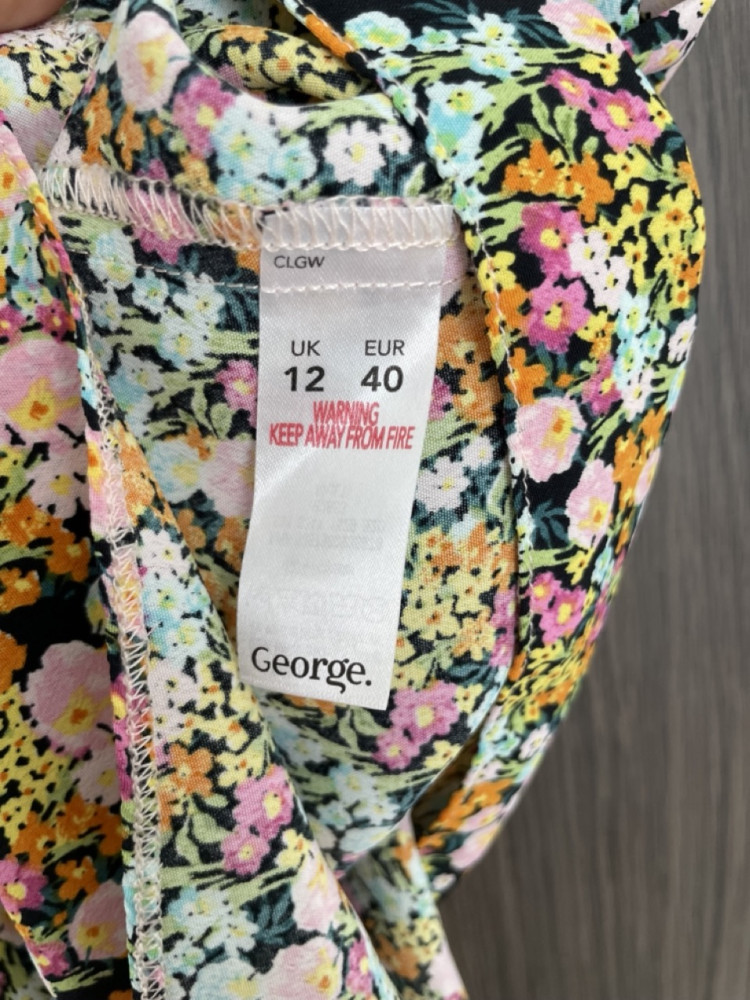 CLGW
UK EUR
12 40
WARNING
KEEP AWAY FROM FIRE
George.